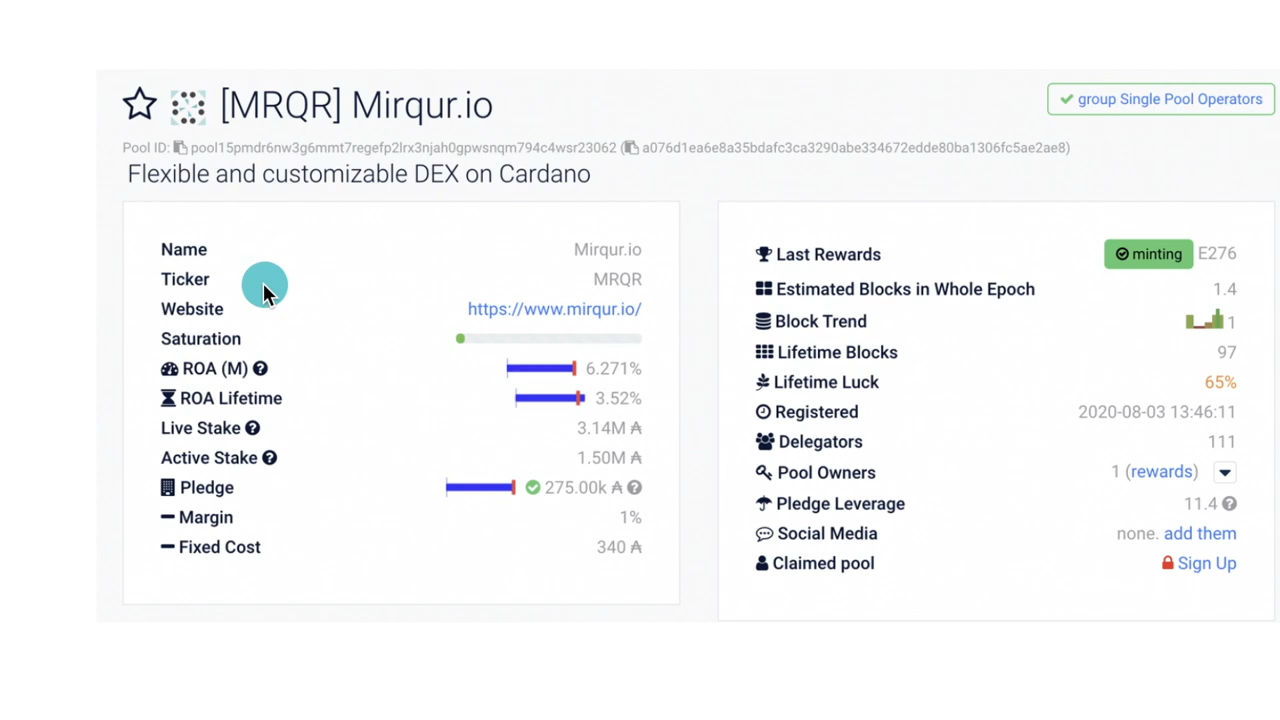 [MRQR] Mirqur.io
group Single Pool Operators
Pool ID: pool15pmdr6nw3g6mmt7regefp2lrx3njah0gpwsnqm794c4wsr23062 (a076d1ea6e8a35bdafc3ca3290abe334672edde80ba1306fc5ae2ae8)
Flexible and customizable DEX on Cardano
Name Mirqur.io
Ticker MRQR
Website https://www.mirqur.io/
Saturation
ROA (M) 6.271%
ROA Lifetime 3.52%
Live Stake 3.14M ₳
Active Stake 1.50M ₳
Pledge 275.00k ₳
Margin 1%
Fixed Cost 340 ₳
Last Rewards minting E276
Estimated Blocks in Whole Epoch 1.4
Block Trend 1
Lifetime Blocks 97
Lifetime Luck 65%
Registered 2020-08-03 13:46:11
Delegators 111
Pool Owners 1 (rewards)
Pledge Leverage 11.4
Social Media none. add them
Claimed pool Sign Up